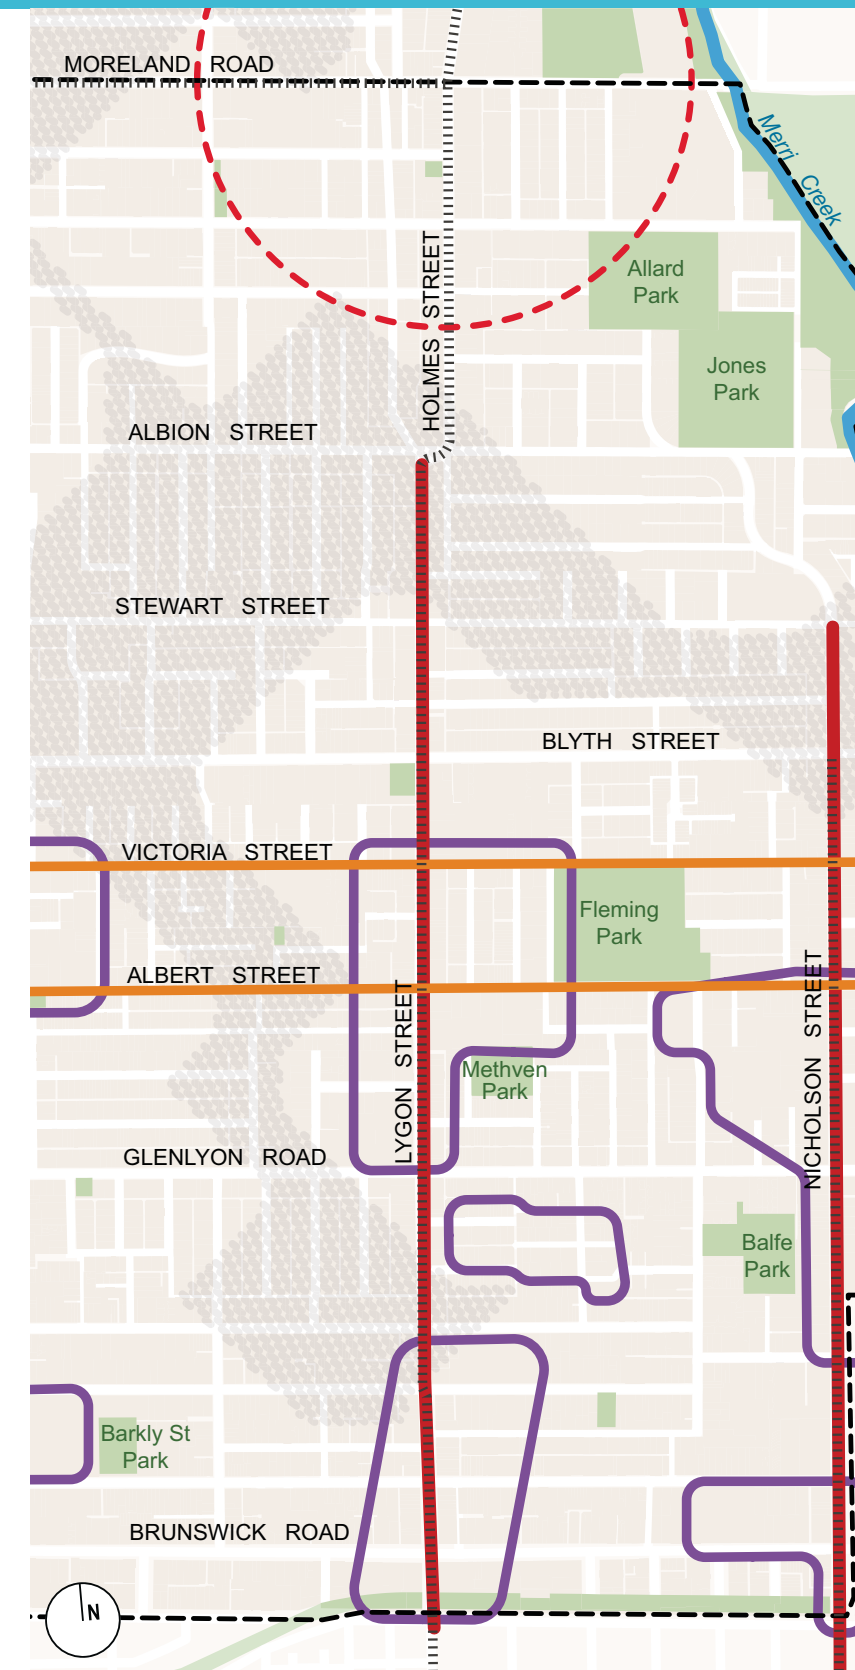 MORELAND ROAD
Merri Creek
HOLMES STREET
Allard
Park
Jones
Park
ALBION STREET
STEWART STREET
BLYTH STREET
VICTORIA STREET
Fleming
Park
ALBERT STREET
LYGON STREET
NICHOLSON STREET
Methven
Park
GLENLYON ROAD
Balfe
Park
Barkly St
Park
BRUNSWICK ROAD
N